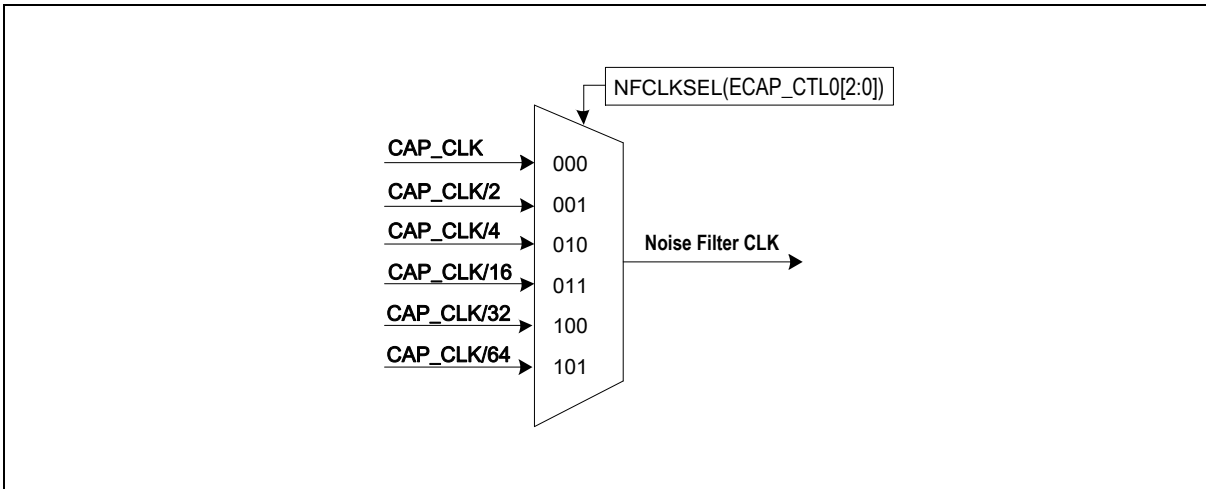 NFCLKSEL(ECAP_CTL0[2:0])
CAP_CLK
000
CAP_CLK/2
001
CAP_CLK/4
010
Noise Filter CLK
CAP_CLK/16
011
CAP_CLK/32
100
CAP_CLK/64
101